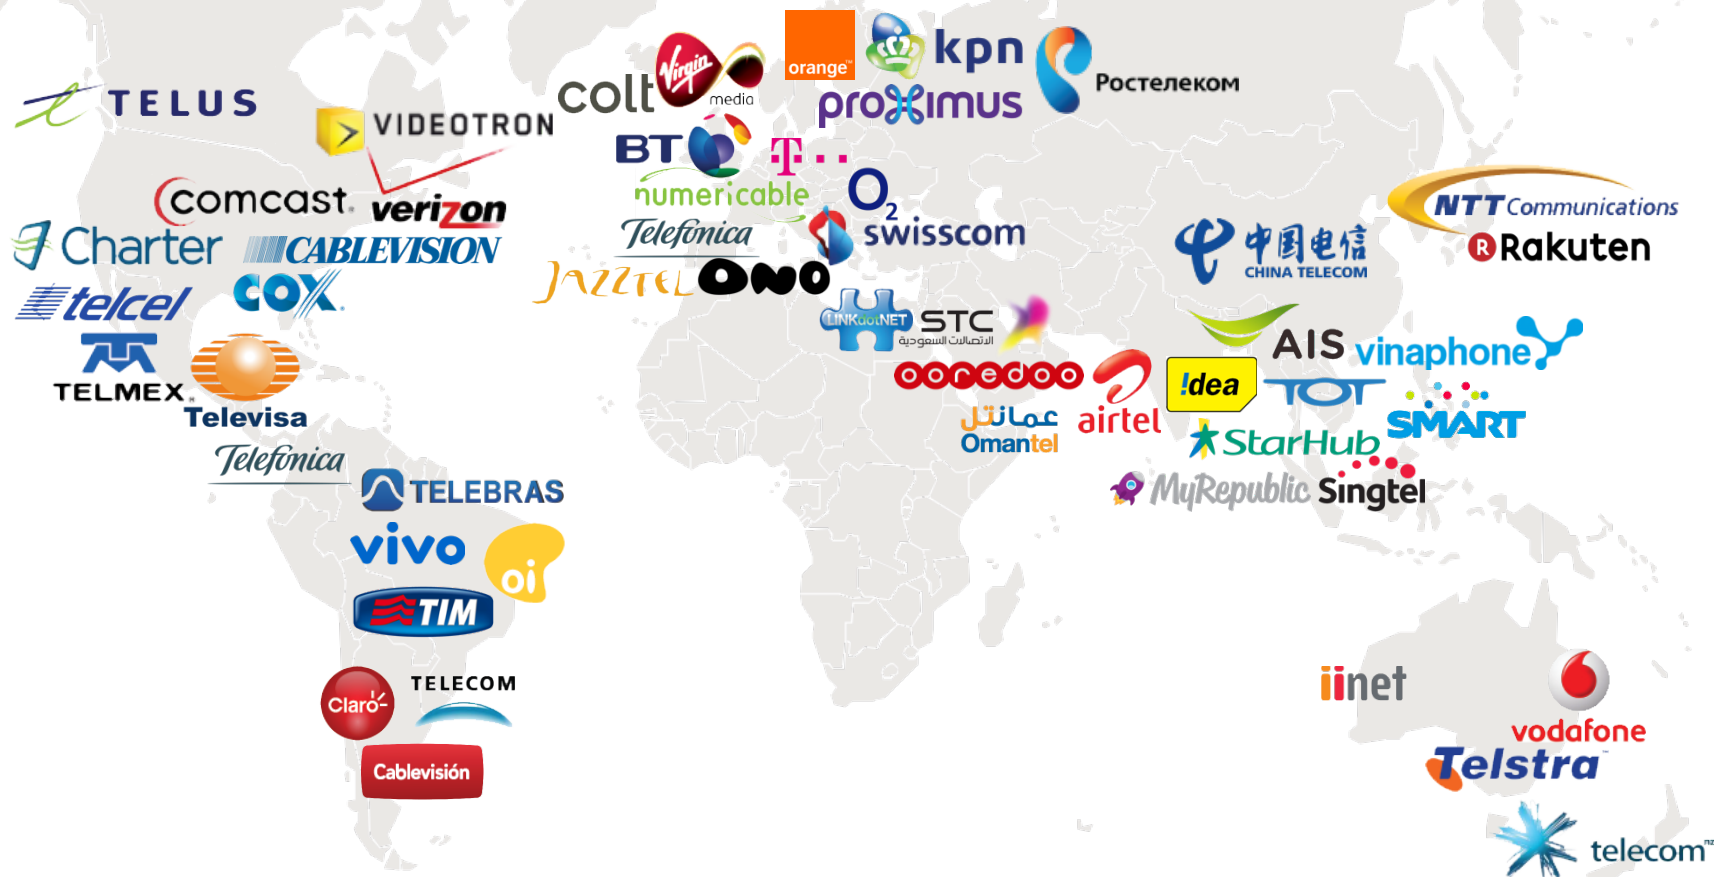 TELUS
VIDEOTRON
comcast®
verizon
Charter
CABLEVISION
COX
telcel
TELMEX
Televisa
Telefónica
TELEBRAS
vivo
oi
TIM
Claro
TELECOM
Cablevisión
colt
Virgin
media
orange™
kpn
Ростелеком
proximus
BT
T
numericable
O2
Telefónica
swisscom
JAZZTEL
ONO
LINKdotNET
STC
الاتصالات السعودية
ooredoo
عمانتل
Omantel
airtel
!dea
中国电信
CHINA TELECOM
NTT Communications
R Rakuten
AIS
vinaphone
TOT
SMART
StarHub
MyRepublic
Singtel
iinet
vodafone
Telstra
telecom nz